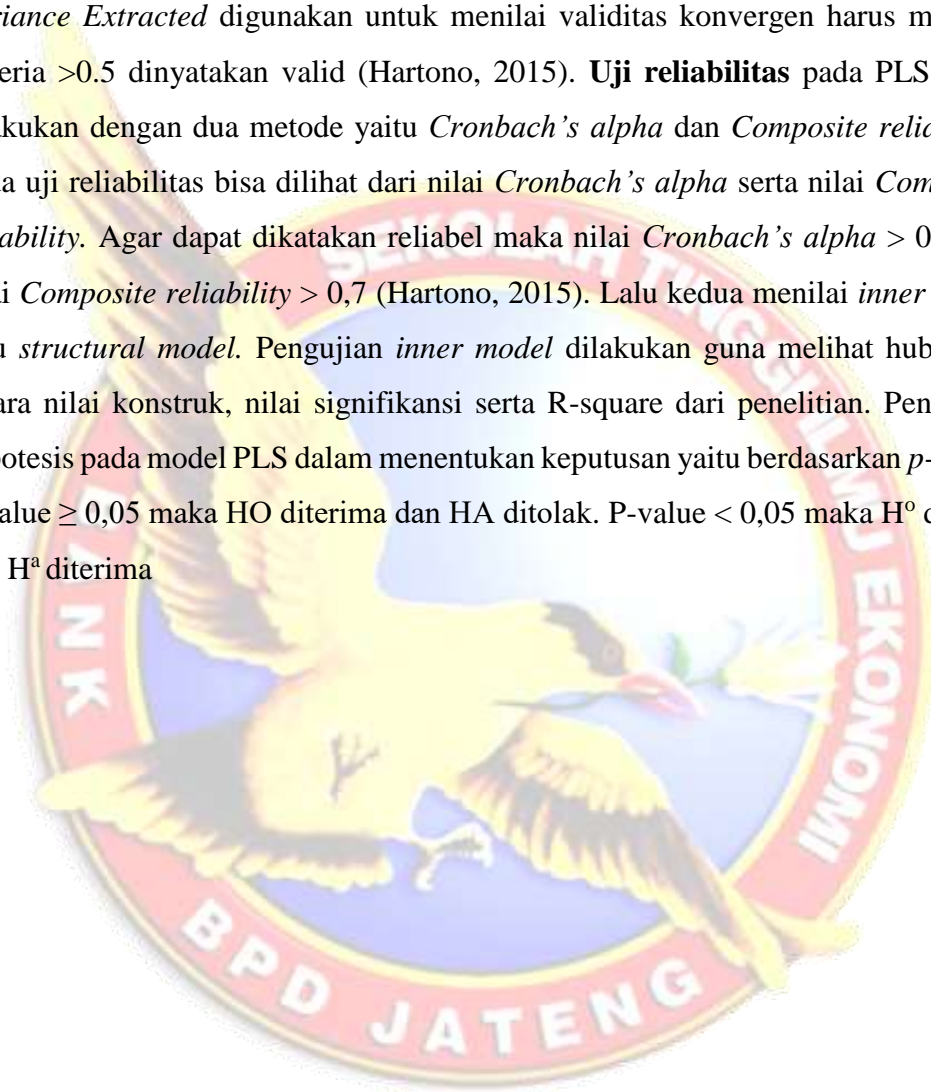 riance Extracted digunakan untuk menilai validitas konvergen harus m
eria >0.5 dinyatakan valid (Hartono, 2015). Uji reliabilitas pada PLS
akukan dengan dua metode yaitu Cronbach’s alpha dan Composite relia
la uji reliabilitas bisa dilihat dari nilai Cronbach’s alpha serta nilai Com
ability. Agar dapat dikatakan reliabel maka nilai Cronbach’s alpha > 0
i Composite reliability > 0,7 (Hartono, 2015). Lalu kedua menilai inner
u structural model. Pengujian inner model dilakukan guna melihat hub
ara nilai konstruk, nilai signifikansi serta R-square dari penelitian. Pen
potesis pada model PLS dalam menentukan keputusan yaitu berdasarkan p-
alue ≥ 0,05 maka HO diterima dan HA ditolak. P-value < 0,05 maka Hº d
Hª diterima
SEKOLAH TINGGI ILMU EKONOMI
BANK
BPD JATENG